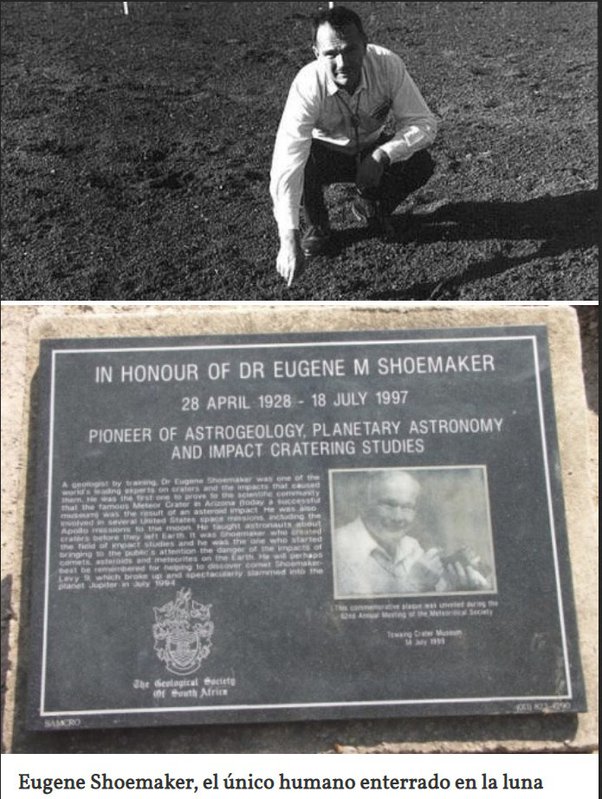 IN HONOUR OF DR EUGENE M SHOEMAKER
28 APRIL 1928 - 18 JULY 1997
PIONEER OF ASTROGEOLOGY, PLANETARY ASTRONOMY
AND IMPACT CRATERING STUDIES
A geologist by training, Dr Eugene Shoemaker was one of the
world's leading experts on craters and the impacts that caused
them. He was the first one to prove to the scientific community
that the famous Meteor Crater in Arizona (today a successful
museum) was the result of an asteroid impact. He was also
involved in several United States space missions, including the
Apollo missions to the moon. He taught astronauts about
craters before they left Earth. It was Shoemaker who created
the field of impact studies and he was the one who started
bringing to the public's attention the danger of the impacts of
comets, asteroids and meteorites on the Earth. He will perhaps
best be remembered for helping to discover comet Shoemaker-
Levy 9, which broke up and spectacularly slammed into the
planet Jupiter in July 1994.
This commemorative plaque was unveiled during the
62nd Annual Meeting of the Meteoritical Society
Tswaing Crater Museum
14 July 1999
The Geological Society
Of South Africa
SAMCRO
Eugene Shoemaker, el único humano enterrado en la luna